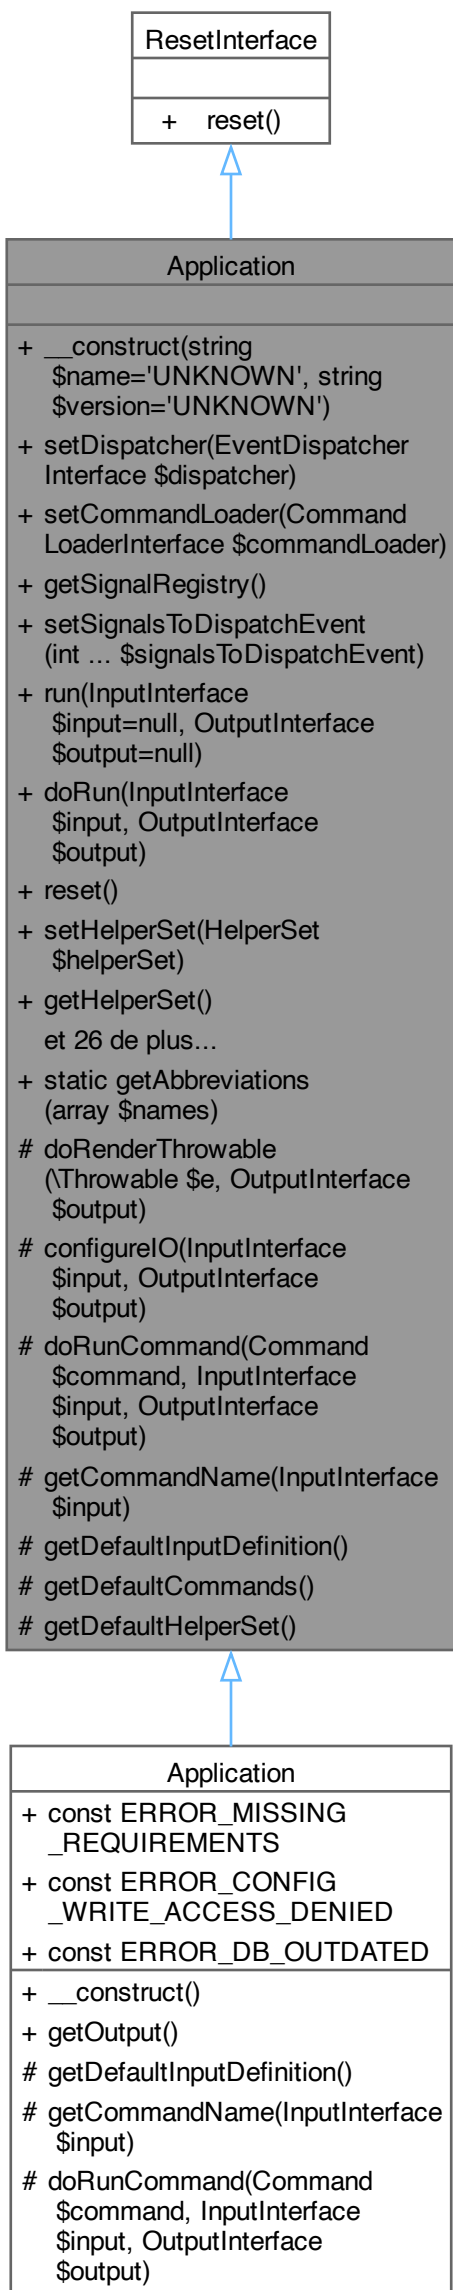 ResetInterface
+ reset()
Application
+ __construct(string
$name='UNKNOWN', string
$version='UNKNOWN')
+ setDispatcher(EventDispatcher
Interface $dispatcher)
+ setCommandLoader(Command
LoaderInterface $commandLoader)
+ getSignalRegistry()
+ setSignalsToDispatchEvent
(int ... $signalsToDispatchEvent)
+ run(InputInterface
$input=null, OutputInterface
$output=null)
+ doRun(InputInterface
$input, OutputInterface
$output)
+ reset()
+ setHelperSet(HelperSet
$helperSet)
+ getHelperSet()
et 26 de plus...
+ static getAbbreviations
(array $names)
# doRenderThrowable
(\Throwable $e, OutputInterface
$output)
# configureIO(InputInterface
$input, OutputInterface
$output)
# doRunCommand(Command
$command, InputInterface
$input, OutputInterface
$output)
# getCommandName(InputInterface
$input)
# getDefaultInputDefinition()
# getDefaultCommands()
# getDefaultHelperSet()
Application
+ const ERROR_MISSING
_REQUIREMENTS
+ const ERROR_CONFIG
_WRITE_ACCESS_DENIED
+ const ERROR_DB_OUTDATED
+ __construct()
+ getOutput()
# getDefaultInputDefinition()
# getCommandName(InputInterface
$input)
# doRunCommand(Command
$command, InputInterface
$input, OutputInterface
$output)